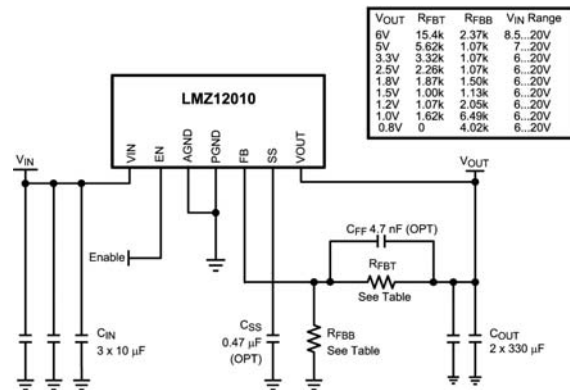 VOUT RFBT RFBB VIN Range
6V 15.4k 2.37k 8.5...20V
5V 5.62k 1.07k 7...20V
3.3V 3.32k 1.07k 6...20V
2.5V 2.26k 1.07k 6...20V
1.8V 1.87k 1.50k 6...20V
1.5V 1.00k 1.13k 6...20V
1.2V 1.07k 2.05k 6...20V
1.0V 1.62k 6.49k 6...20V
0.8V 0 4.02k 6...20V
LMZ12010
VIN EN AGND PGND FB SS VOUT
VIN
VOUT
Enable
CFF 4.7 nF (OPT)
RFBT
See Table
CIN
3 x 10 µF
CSS
0.47 µF
(OPT)
RFBB
See Table
COUT
2 x 330 µF